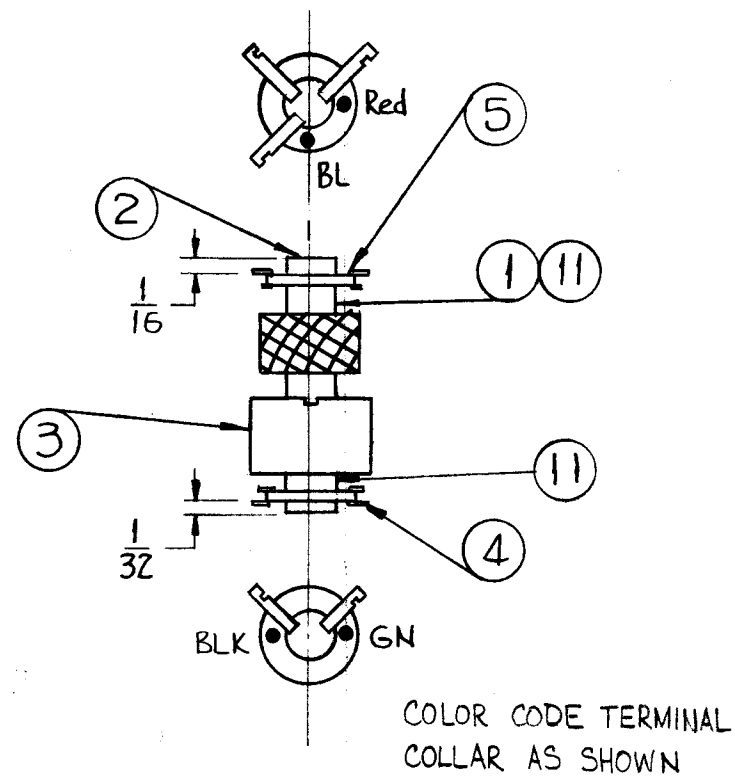 Red
5
BL
2
1
16
1 11
3
11
1
32
4
BLK
GN
COLOR CODE TERMINAL
COLLAR AS SHOWN